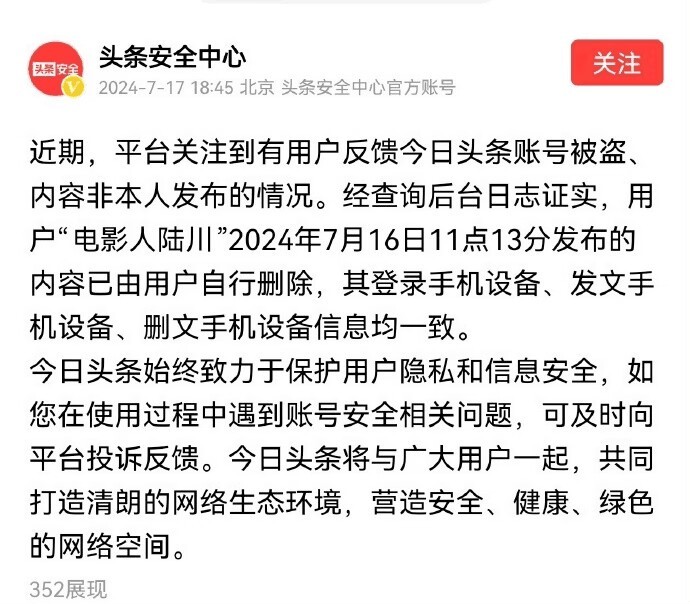 头条安全中心
头条安全
V
2024-7-17 18:45 北京 头条安全中心官方账号
关注
近期，平台关注到有用户反馈今日头条账号被盗、
内容非本人发布的情况。经查询后台日志证实，用
户“电影人陆川”2024年7月16日11点13分发布的
内容已由用户自行删除，其登录手机设备、发文手
机设备、删文手机设备信息均一致。
今日头条始终致力于保护用户隐私和信息安全，如
您在使用过程中遇到账号安全相关问题，可及时向
平台投诉反馈。今日头条将与广大用户一起，共同
打造清朗的网络生态环境，营造安全、健康、绿色
的网络空间。
352展现